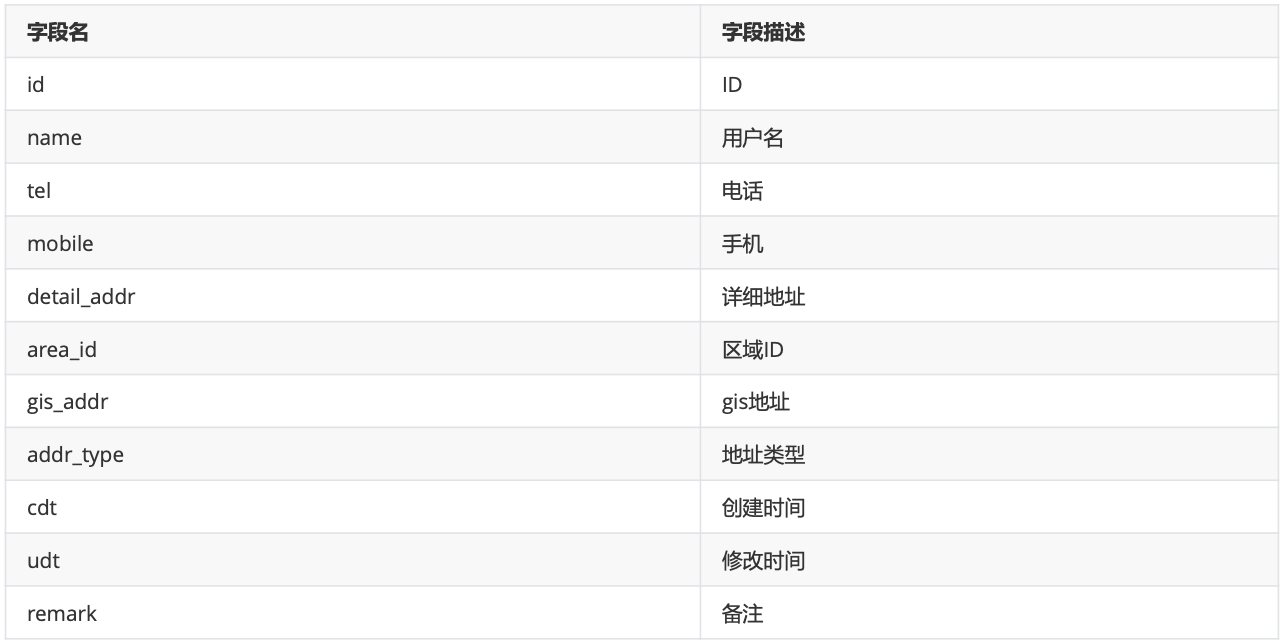 字段名 字段描述
id ID
name 用户名
tel 电话
mobile 手机
detail_addr 详细地址
area_id 区域ID
gis_addr gis地址
addr_type 地址类型
cdt 创建时间
udt 修改时间
remark 备注